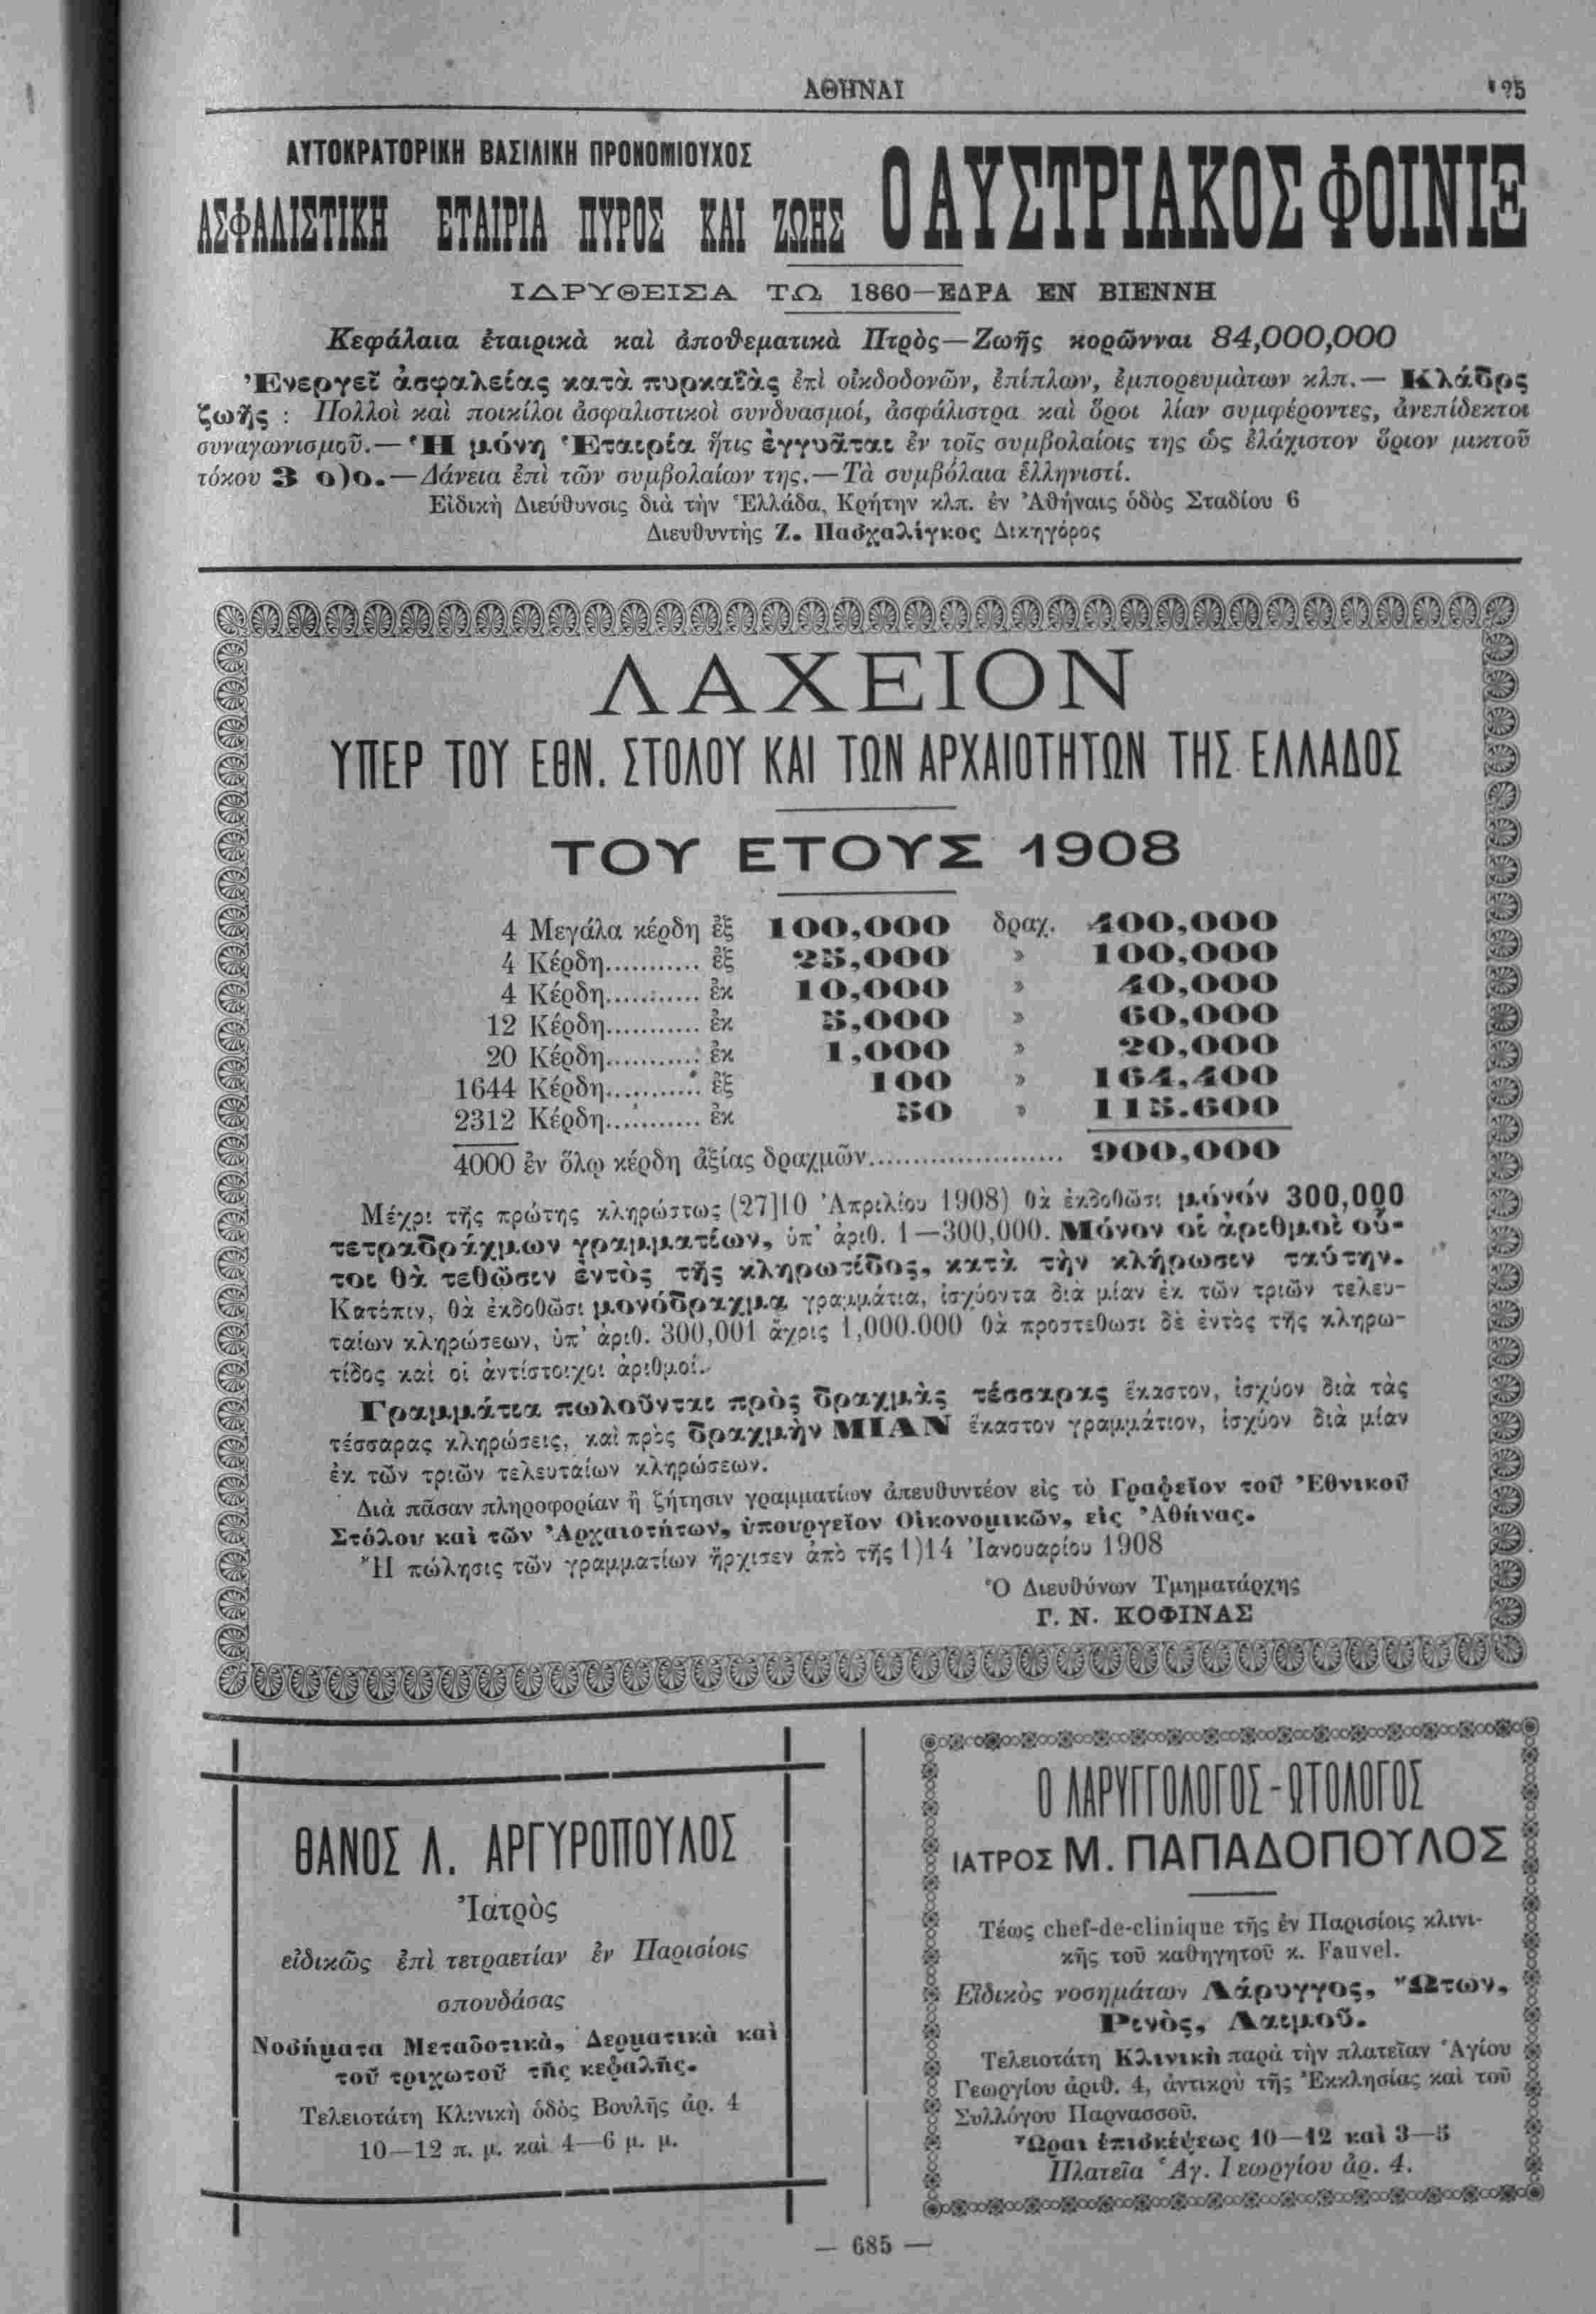 ΑΘΗΝΑΙ
ΑΥΤΟΚΡΑΤΟΡΙΚΗ ΒΑΣΙΛΙΚΗ ΠΡΟΝΟΜΙΟΥΧΟΣ
ΑΣΦΑΛΙΣΤΙΚΗ ΕΤΑΙΡΙΑ ΠΥΡΟΣ ΚΑΙ ΖΩΗΣ Ο ΑΥΣΤΡΙΑΚΟΣ ΦΟΙΝΙΞ
ΙΔΡΥΘΕΙΣΑ ΤΩ 1860—ΕΔΡΑ ΕΝ ΒΙΕΝΝΗ
Κεφάλαια ἑταιρικὰ καὶ ἀποθεματικὰ Πτρὸς—Ζωῆς κορῶνναι 84,000,000
Ἐνεργεῖ ἀσφαλείας κατὰ πυρκαϊᾶς ἐπὶ οἰκδοδονῶν, ἐπίπλων, ἐμπορευμὰτων κλπ.— Κλάδος
ζωῆς : Πολλοὶ καὶ ποικίλοι ἀσφαλιστικοὶ συνδυασμοί, ἀσφάλιστρα καὶ ὅροι λίαν συμφέροντες, ἀνεπίδεκτοι
συναγωνισμοῦ.—Ἡ μόνη Ἑταιρία ἥτις ἐγγυᾶται ἐν τοῖς συμβολαίοις της ὡς ἐλάχιστον ὅριον μικτοῦ
τόκου 3 ο)ο.—Δάνεια ἐπὶ τῶν συμβολαίων της.—Τὰ συμβόλαια ἑλληνιστί.
Εἰδικὴ Διεύθυνσις διὰ τὴν Ἑλλάδα, Κρήτην κλπ. ἐν Ἀθήναις ὁδὸς Σταδίου 6
Διευθυντὴς Ζ. Πασχαλίγκος Δικηγόρος
ΛΑΧΕΙΟΝ
ΥΠΕΡ ΤΟΥ ΕΘΝ. ΣΤΟΛΟΥ ΚΑΙ ΤΩΝ ΑΡΧΑΙΟΤΗΤΩΝ ΤΗΣ ΕΛΛΑΔΟΣ
ΤΟΥ ΕΤΟΥΣ 1908
4 Μεγάλα κέρδη ἐξ 100,000 δραχ. 400,000
4 Κέρδη........... ἐξ 25,000 » 100,000
4 Κέρδη........... ἐκ 10,000 » 40,000
12 Κέρδη........... ἐκ 5,000 » 60,000
20 Κέρδη........... ἐκ 1,000 » 20,000
1644 Κέρδη........... ἐξ 100 » 164,400
2312 Κέρδη........... ἐκ 50 » 115.600
4000 ἐν ὅλῳ κέρδη ἀξίας δραχμῶν....................... 900,000
Μέχρι τῆς πρώτης κληρώστως (27]10 Ἀπριλίου 1908) θὰ ἐκδοθῶσι μόνον 300,000
τετραδράχμων γραμματίων, ὑπ' ἀριθ. 1—300,000. Μόνον οἱ ἀριθμοὶ οὗ-
τοι θὰ τεθῶσιν ἐντὸς τῆς κληρωτίδος, κατὰ τὴν κλήρωσιν ταύτην.
Κατόπιν, θὰ ἐκδοθῶσι μονόδραχμα γραμμάτια, ἰσχύοντα διὰ μίαν ἐκ τῶν τριῶν τελευ-
ταίων κληρώσεων, ὑπ' ἀριθ. 300,001 ἄχρις 1,000.000 θὰ προστεθωσι δὲ ἐντὸς τῆς κληρω-
τίδος καὶ οἱ ἀντίστοιχοι ἀριθμοί.
Γραμμάτια πωλοῦνται πρὸς δραχμὰς τέσσαρας ἕκαστον, ἰσχύον διὰ τὰς
τέσσαρας κληρώσεις, καὶ πρὸς δραχμὴν ΜΙΑΝ ἕκαστον γραμμάτιον, ἰσχύον διὰ μίαν
ἐκ τῶν τριῶν τελευταίων κληρώσεων.
Διὰ πᾶσαν πληροφορίαν ἢ ζήτησιν γραμματίων ἀπευθυντέον εἰς τὸ Γραφεῖον τοῦ Ἐθνικοῦ
Στόλου καὶ τῶν Ἀρχαιοτήτων, ὑπουργεῖον Οἰκονομικῶν, εἰς Ἀθήνας.
Ἡ πώλησις τῶν γραμματίων ἤρχισεν ἀπὸ τῆς 1)14 Ἰανουαρίου 1908
Ὁ Διευθύνων Τμηματάρχης
Γ. Ν. ΚΟΦΙΝΑΣ
ΘΑΝΟΣ Λ. ΑΡΓΥΡΟΠΟΥΛΟΣ
Ἰατρὸς
εἰδικῶς ἐπὶ τετραετίαν ἐν Παρισίοις
σπουδάσας
Νοσήματα Μεταδοτικὰ, Δερματικὰ καὶ
τοῦ τριχωτοῦ τῆς κεφαλῆς.
Τελειοτάτη Κλινικὴ ὁδὸς Βουλῆς ἀρ. 4
10—12 π. μ. καὶ 4—6 μ. μ.
Ο ΛΑΡΥΓΓΟΛΟΓΟΣ-ΩΤΟΛΟΓΟΣ
ΙΑΤΡΟΣ Μ. ΠΑΠΑΔΟΠΟΥΛΟΣ
Τέως chef-de-clinique τῆς ἐν Παρισίοις κλινι-
κῆς τοῦ καθηγητοῦ κ. Fauvel.
Εἰδικὸς νοσημάτων Λάρυγγος, Ὤτων,
Ρινὸς, Λαιμοῦ.
Τελειοτάτη Κλινικὴ παρὰ τὴν πλατεῖαν Ἁγίου
Γεωργίου ἀριθ. 4, ἀντικρὺ τῆς Ἐκκλησίας καὶ τοῦ
Συλλόγου Παρνασσοῦ.
Ὧραι ἐπισκέψεως 10—12 καὶ 3—5
Πλατεῖα Ἁγ. Γεωργίου ἀρ. 4.
— 685 —